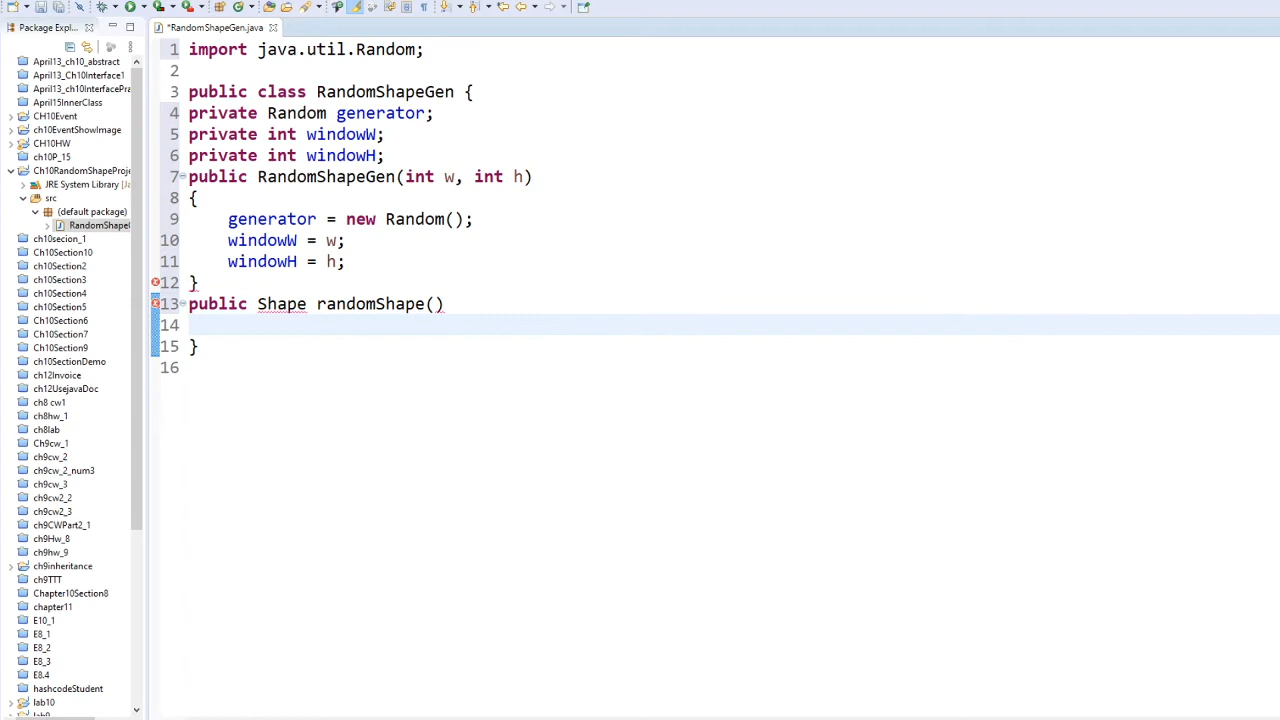 Package Expl...
*RandomShapeGen.java
April13_ch10_abstract
April13_Ch10Interface1
April13_ch10InterfacePra
April15InnerClass
CH10Event
ch10EventShowImage
CH10HW
ch10P_15
Ch10RandomShapeProje
JRE System Library [Ja
src
(default package)
RandomShape
ch10secion_1
Ch10Section10
ch10Section2
ch10Section3
ch10Section4
ch10Section5
Ch10Section6
Ch10Section7
Ch10Section9
ch10SectionDemo
ch12Invoice
ch12UsejavaDoc
ch8 cw1
ch8hw_1
ch8lab
Ch9cw_1
ch9cw_2
ch9cw_2_num3
ch9cw_3
ch9cw2_2
ch9cw2_3
ch9CWPart2_1
ch9Hw_8
ch9hw_9
ch9inheritance
ch9TTT
Chapter10Section8
chapter11
E10_1
E8_1
E8_2
E8_3
E8.4
hashcodeStudent
lab10
1 import java.util.Random;
2
3 public class RandomShapeGen {
4 private Random generator;
5 private int windowW;
6 private int windowH;
7 public RandomShapeGen(int w, int h)
8 {
9 generator = new Random();
10 windowW = w;
11 windowH = h;
12 }
13 public Shape randomShape()
14
15 }
16